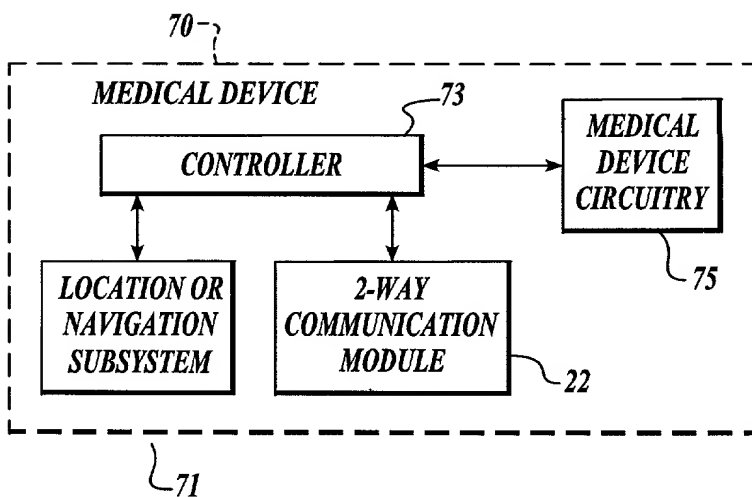 70
MEDICAL DEVICE
73
CONTROLLER
MEDICAL
DEVICE
CIRCUITRY
75
LOCATION OR
NAVIGATION
SUBSYSTEM
2-WAY
COMMUNICATION
MODULE
22
71